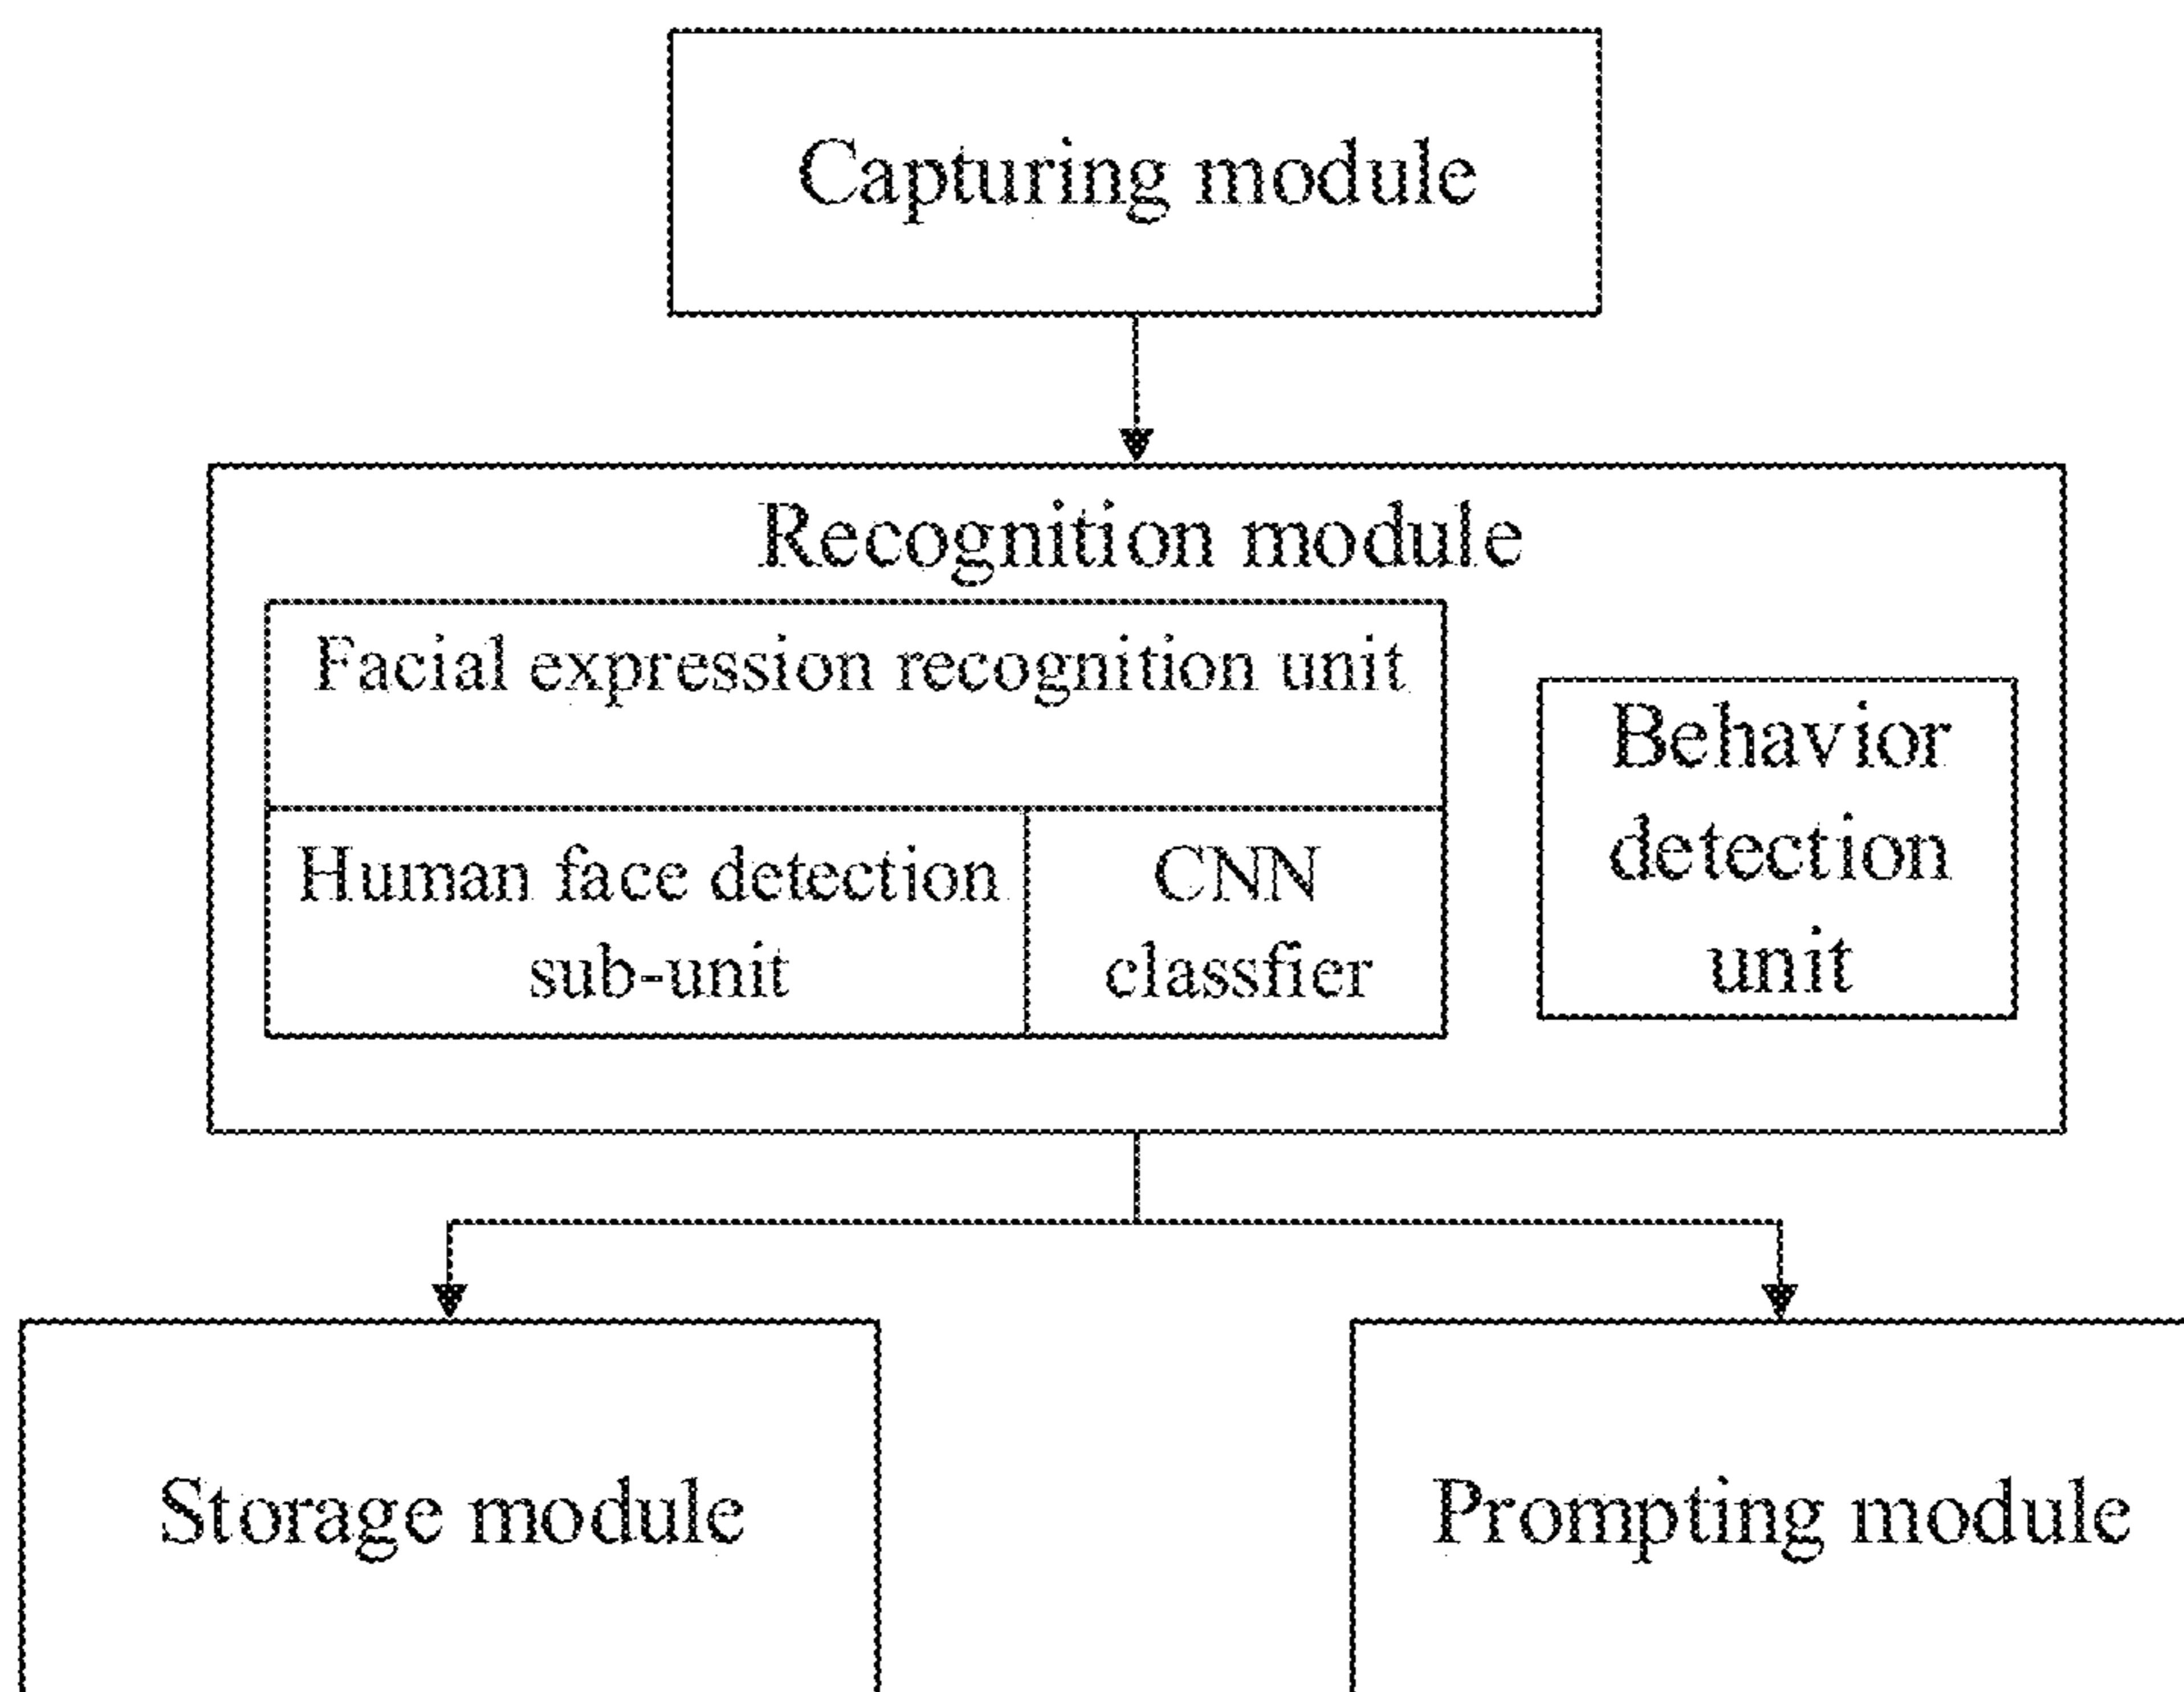 Capturing module
Recognition module
Facial expression recognition unit
Human face detection
sub-unit
CNN
classfier
Behavior
detection
unit
Storage module
Prompting module